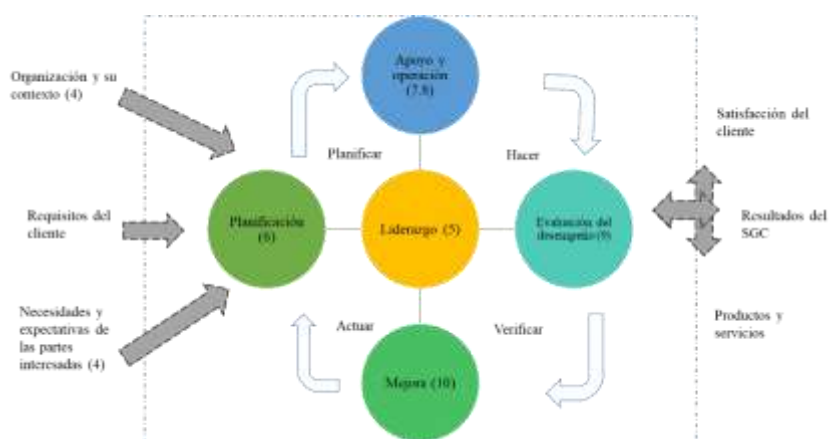 Apoyo y
operación
(7,8)
Organización y su
contexto (4)
Satisfacción del
cliente
Planificar
Hacer
Requisitos del
cliente
Planificación
(6)
Liderargo (5)
Evaluación del
desempeño (9)
Resultados del
SGC
Necesidades y
expectativas de
las partes
interesadas (4)
Actuar
Verificar
Productos y
servicios
Mejora (10)